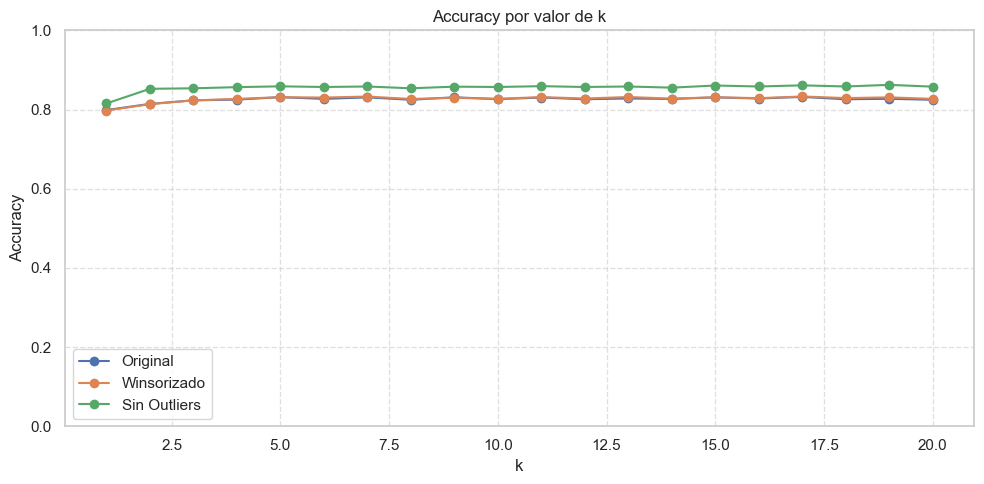 Accuracy por valor de k
Accuracy
1.0
0.8
0.6
0.4
0.2
0.0
Original
Winsorizado
Sin Outliers
2.5 5.0 7.5 10.0 12.5 15.0 17.5 20.0
k